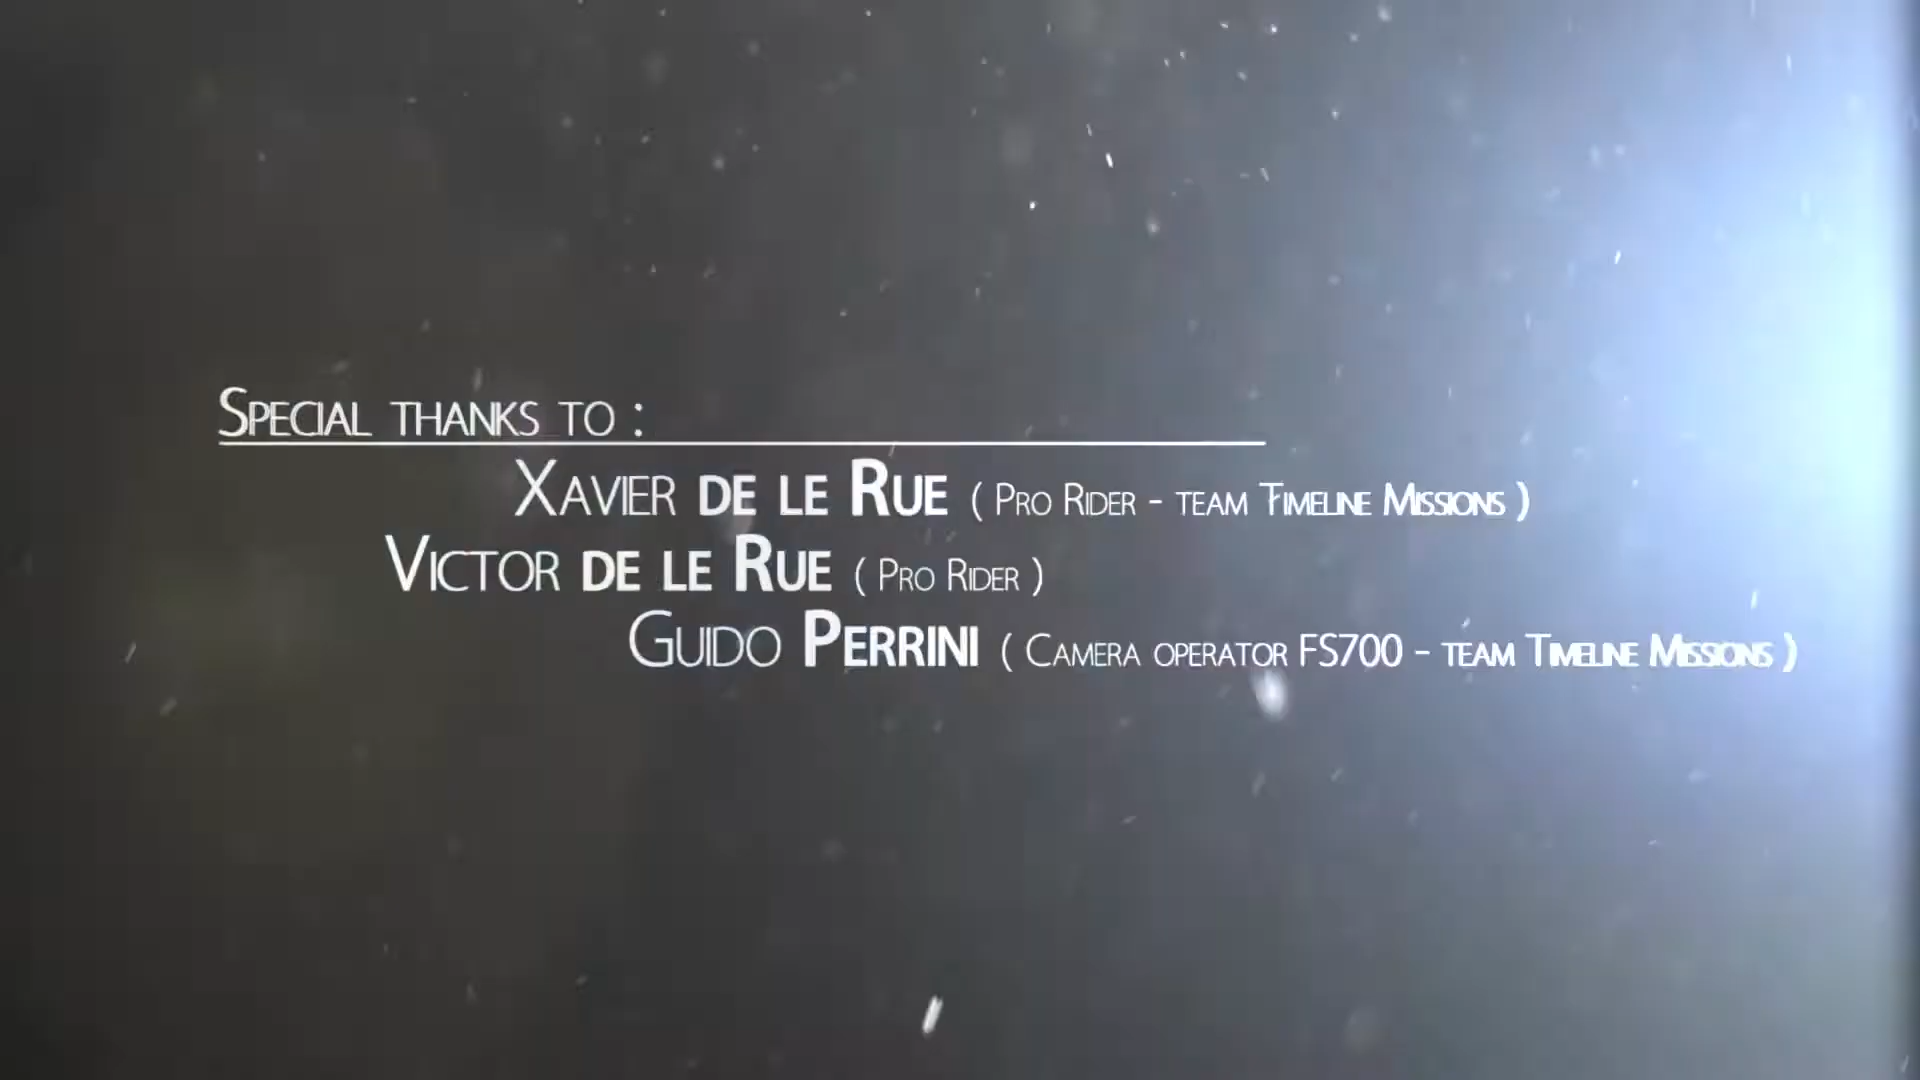 Special thanks to :
Xavier de le Rue ( Pro Rider - team Timeline Missions )
Victor de le Rue ( Pro Rider )
Guido Perrini ( Camera operator FS700 - team Timeline Missions )